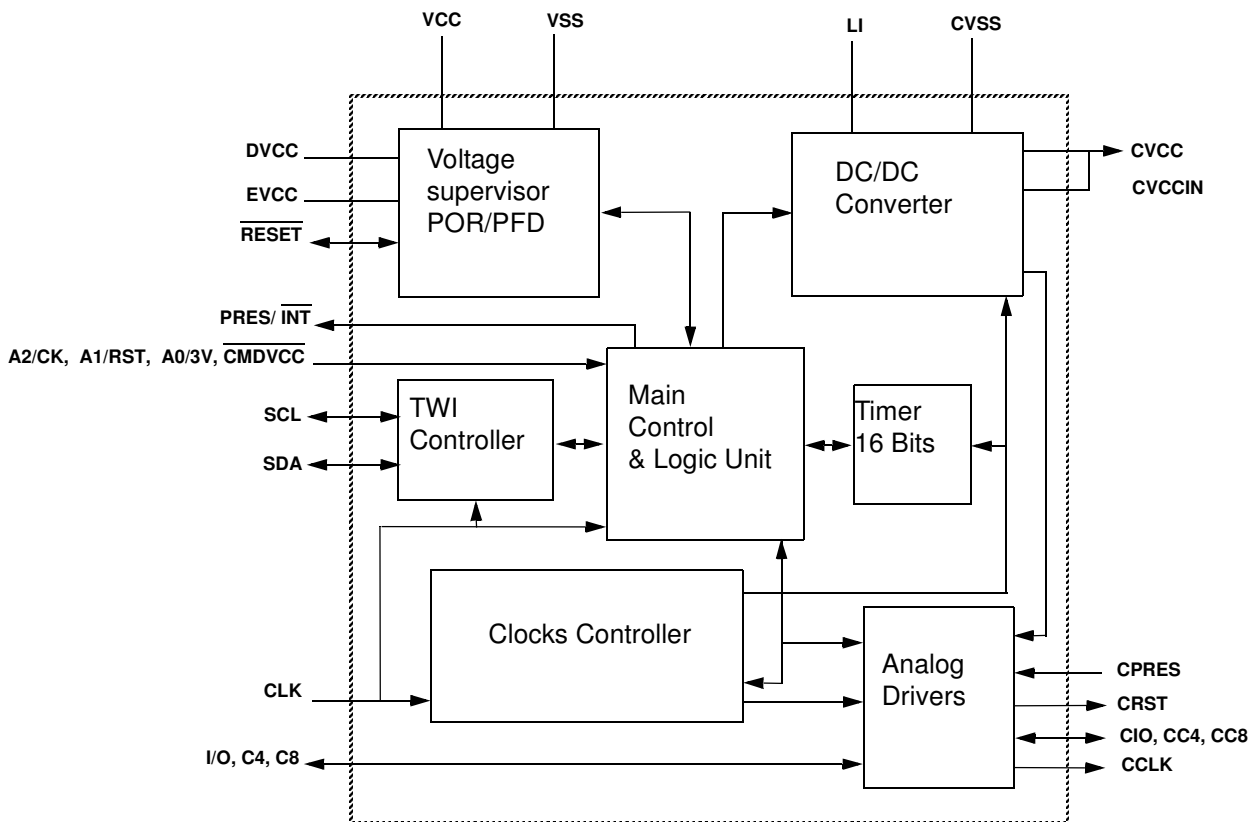 VCC
VSS
LI
CVSS
DVCC
EVCC
RESET
Voltage
supervisor
POR/PFD
DC/DC
Converter
CVCC
CVCCIN
PRES/ INT
A2/CK, A1/RST, A0/3V, CMDVCC
SCL
SDA
TWI
Controller
Main
Control
& Logic Unit
Timer
16 Bits
Clocks Controller
Analog
Drivers
CLK
I/O, C4, C8
CPRES
CRST
CIO, CC4, CC8
CCLK